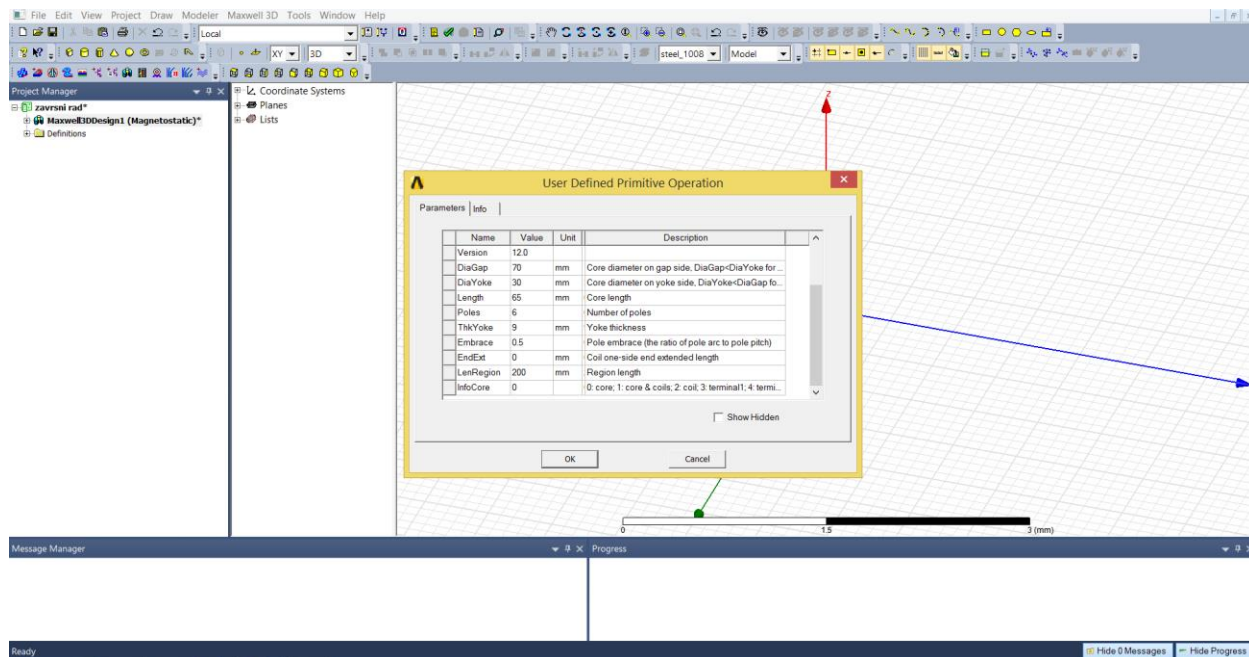 File Edit View Project Draw Modeler Maxwell 3D Tools Window Help
Local
XY 3D steel_1008 Model
Project Manager
zavrsni rad*
Maxwell3DDesign1 (Magnetostatic)*
Definitions
Coordinate Systems
Planes
Lists
z
User Defined Primitive Operation
Parameters Info
Name Value Unit Description
Version 12.0
DiaGap 70 mm Core diameter on gap side, DiaGap<DiaYoke for ...
DiaYoke 30 mm Core diameter on yoke side, DiaYoke<DiaGap fo...
Length 65 mm Core length
Poles 6 Number of poles
ThkYoke 9 mm Yoke thickness
Embrace 0.5 Pole embrace (the ratio of pole arc to pole pitch)
EndExt 0 mm Coil one-side end extended length
LenRegion 200 mm Region length
InfoCore 0 0: core; 1: core & coils; 2: coil; 3: terminal1; 4: termi...
Show Hidden
OK Cancel
0 1.5 3 (mm)
Message Manager Progress
Ready Hide 0 Messages Hide Progress